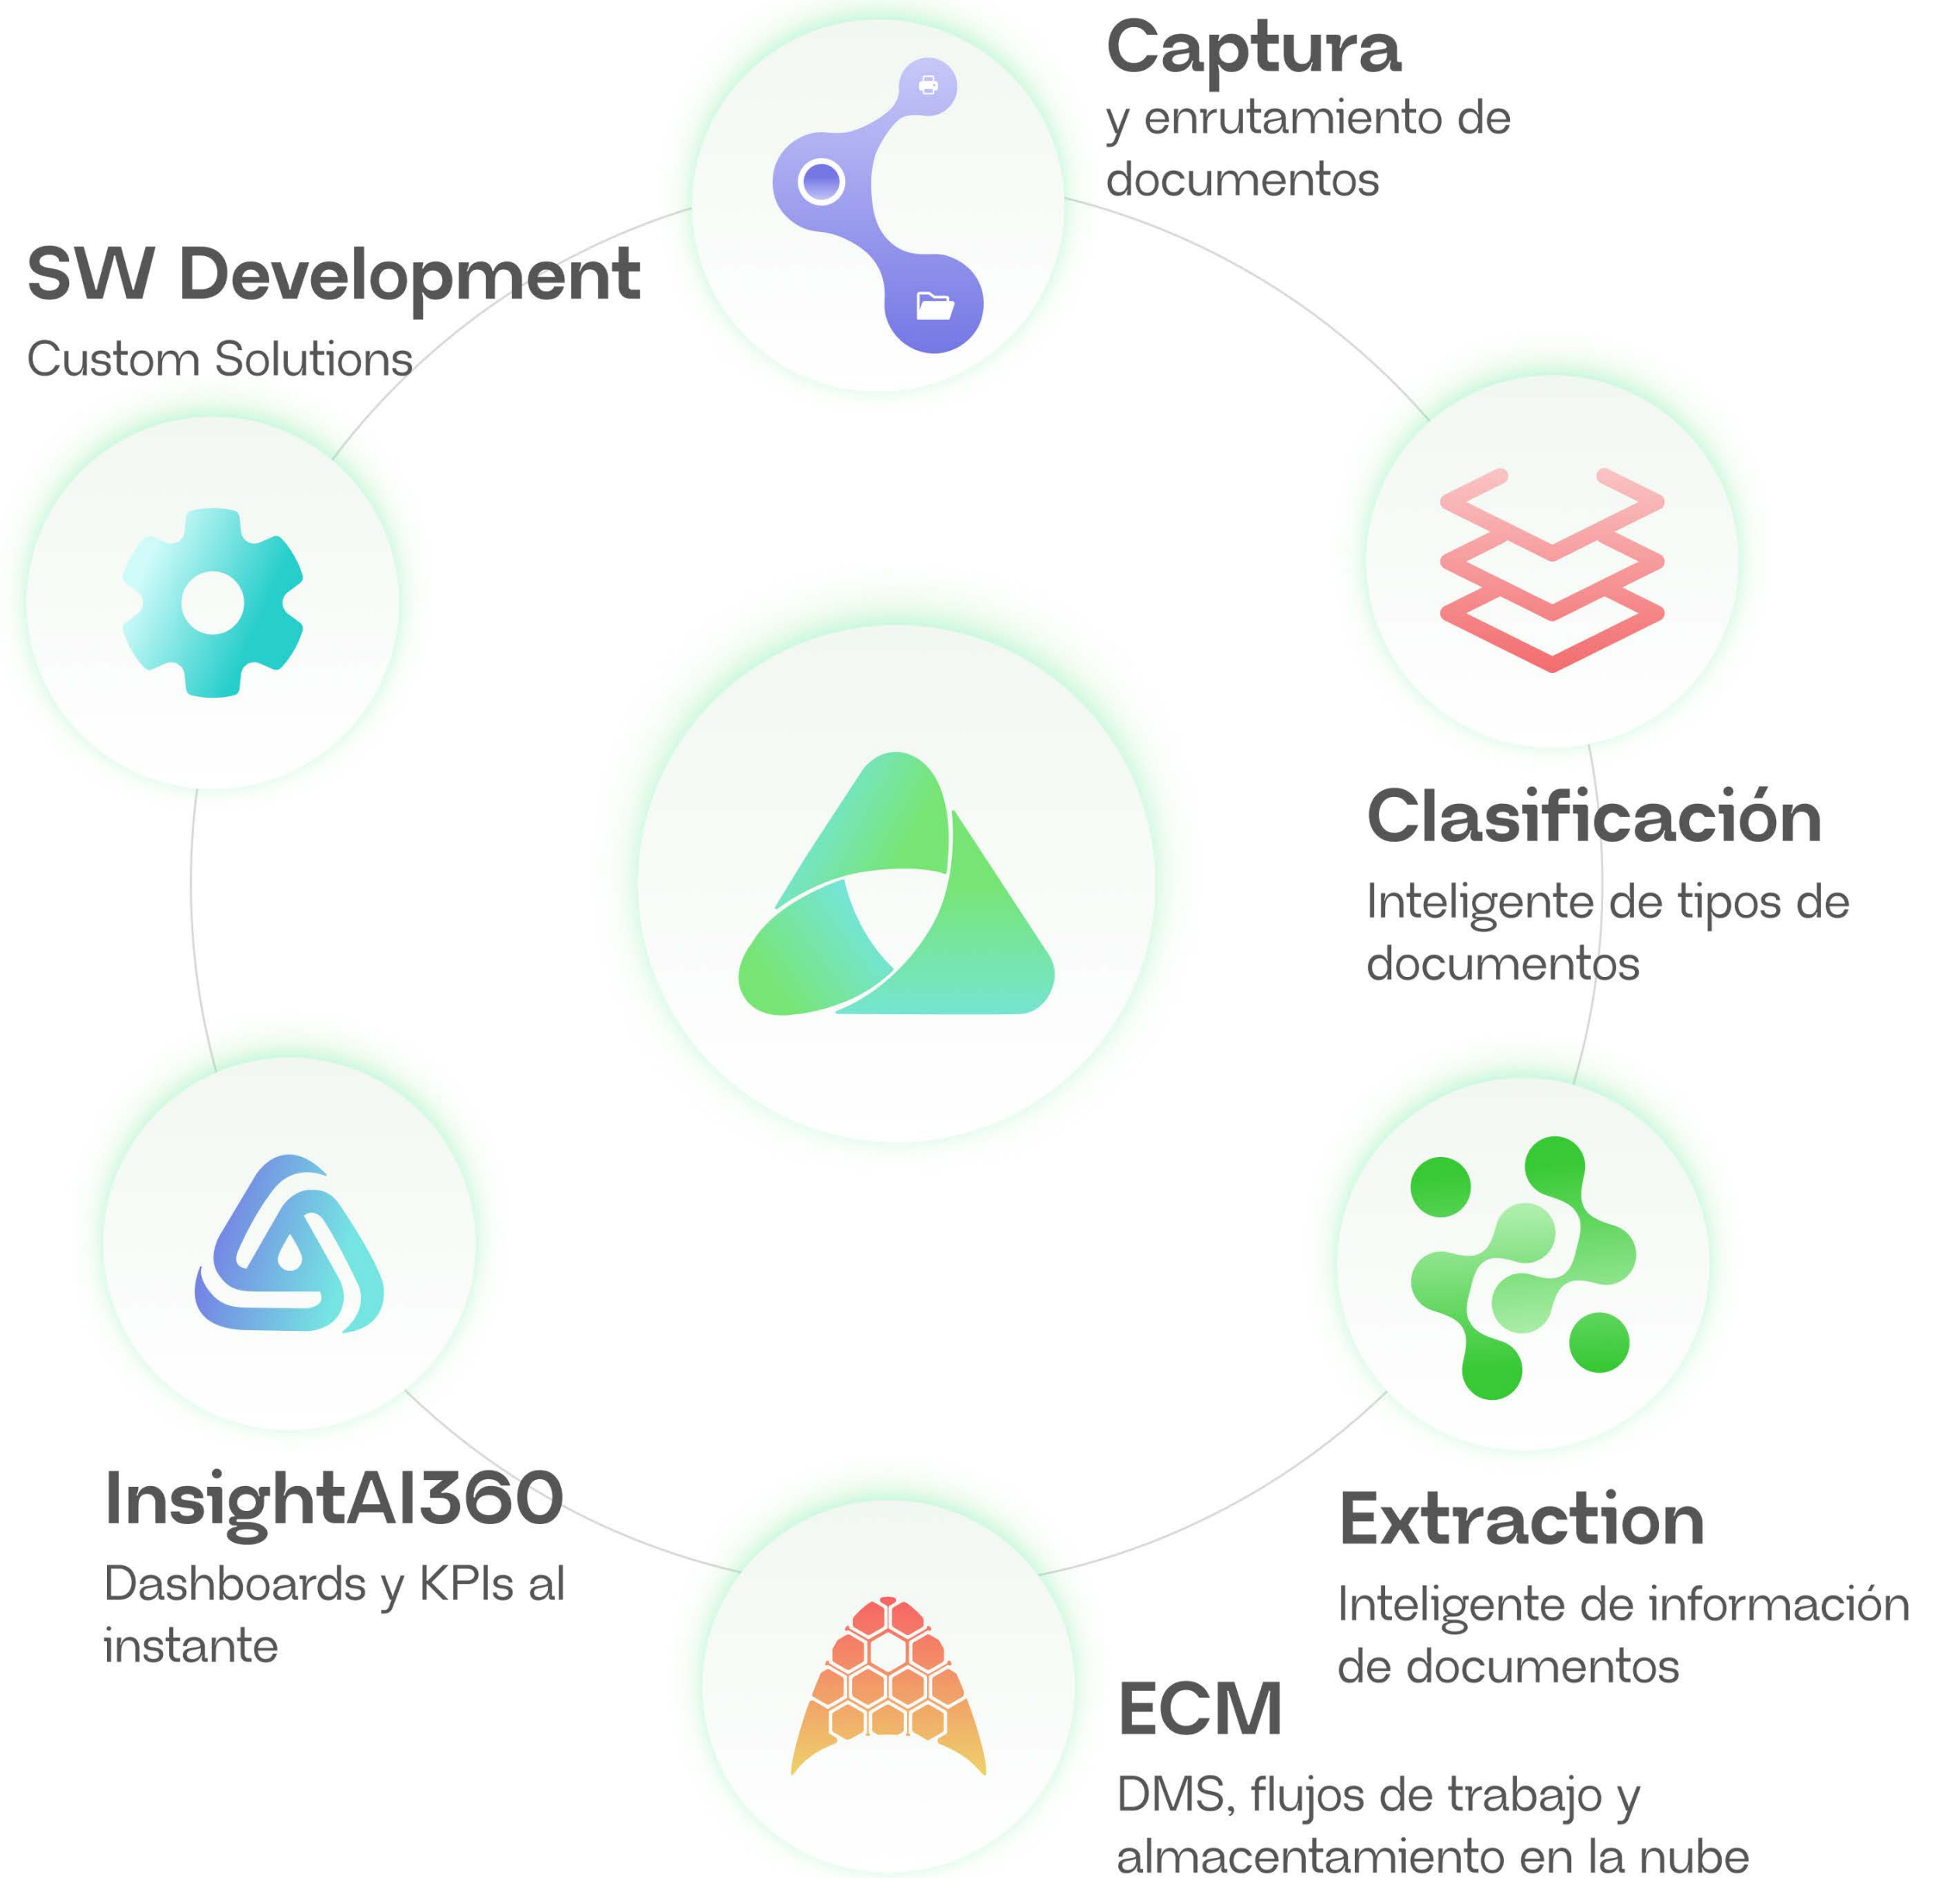 Captura
y enrutamiento de
documentos
SW Development
Custom Solutions
Clasificación
Inteligente de tipos de
documentos
InsightAI360
Dashboards y KPIs al
instante
Extraction
Inteligente de información
de documentos
ECM
DMS, flujos de trabajo y
almacentamiento en la nube